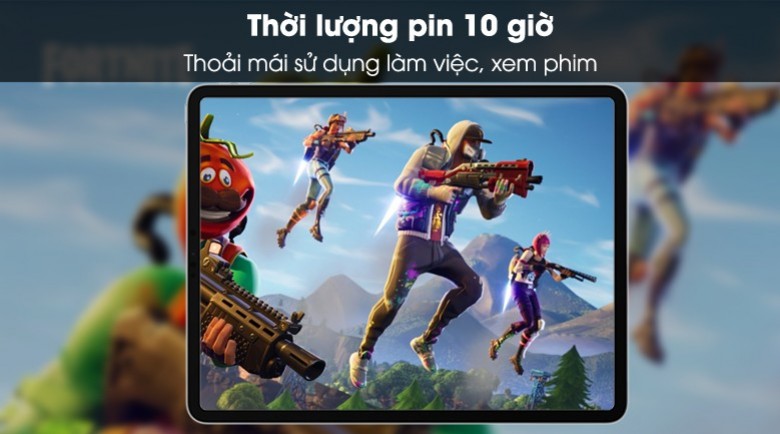 Thời lượng pin 10 giờ
Thoải mái sử dụng làm việc, xem phim